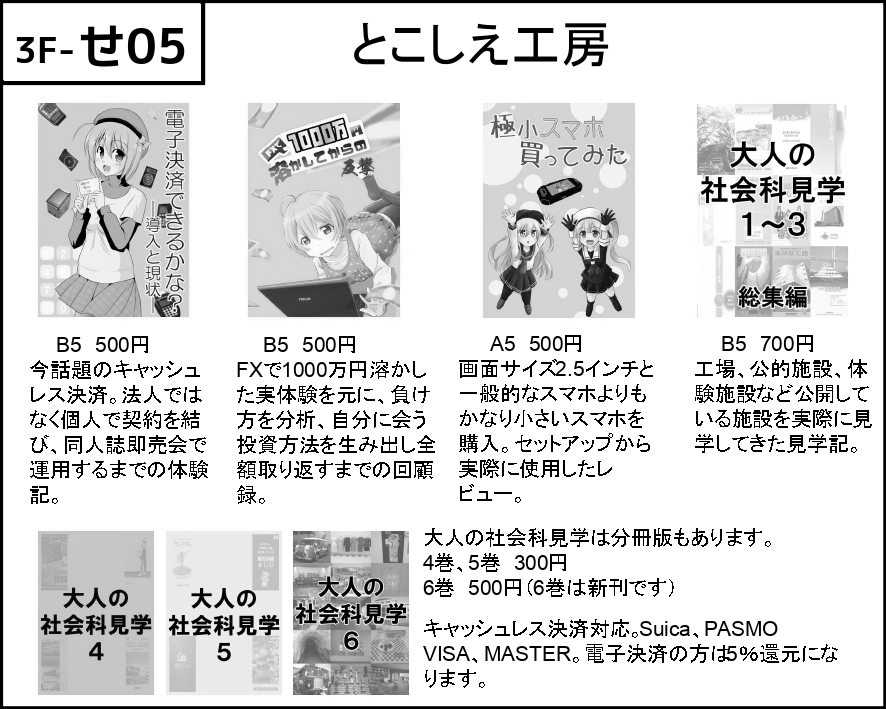 3F-せ05
とこしえ工房
電子決済できるかな?
―導入と現状―
1000万円
溶かしてからの
反撃
極小スマホ
買ってみた
大人の
社会科見学
1～3
総集編
B5 500円
今話題のキャッシュ
レス決済。法人では
なく個人で契約を結
び、同人誌即売会で
運用するまでの体験
記。
B5 500円
FXで1000万円溶かし
た実体験を元に、負け
方を分析、自分に会う
投資方法を生み出し全
額取り返すまでの回顧
録。
A5 500円
画面サイズ2.5インチと
一般的なスマホよりも
かなり小さいスマホを
購入。セットアップから
実際に使用したレ
ビュー。
B5 700円
工場、公的施設、体
験施設など公開して
いる施設を実際に見
学してきた見学記。
大人の
社会科見学
4
大人の
社会科見学
5
大人の
社会科見学
6
大人の社会科見学は分冊版もあります。
4巻、5巻 300円
6巻 500円（6巻は新刊です）
キャッシュレス決済対応。Suica、PASMO
VISA、MASTER。電子決済の方は5%還元にな
ります。